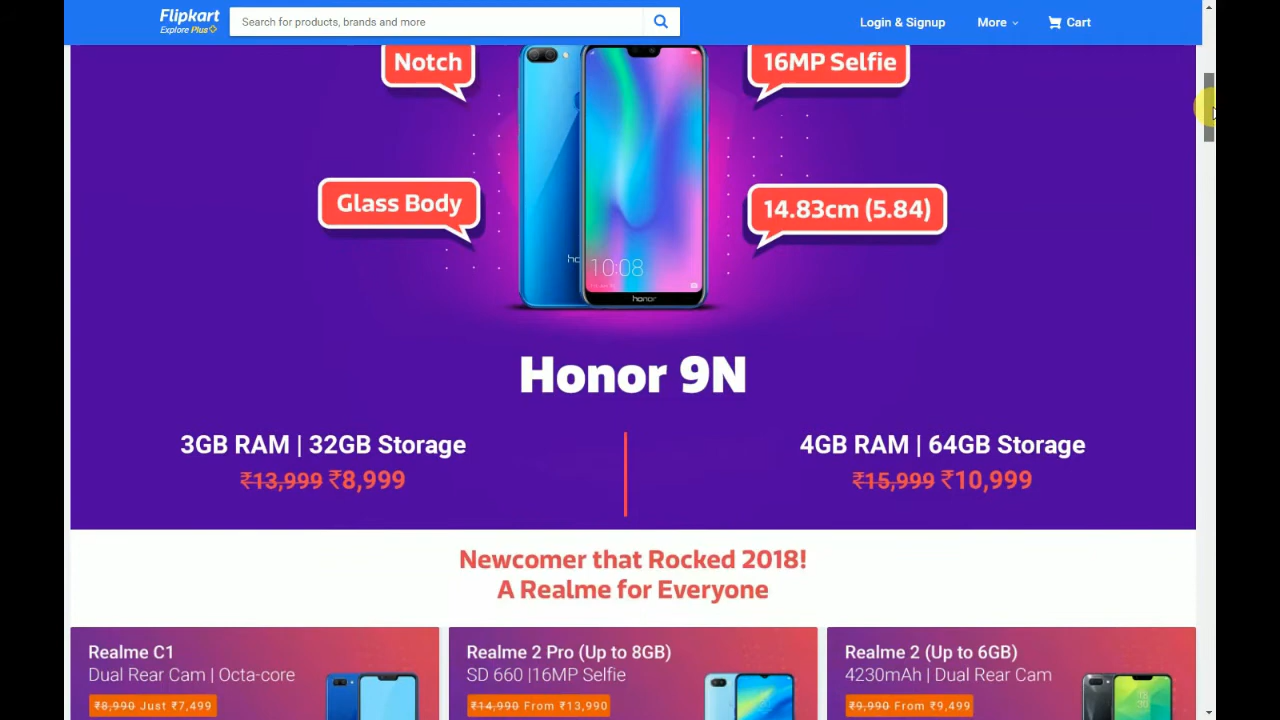 Flipkart
Explore Plus
Search for products, brands and more
Login & Signup
More
Cart
Notch
16MP Selfie
Glass Body
14.83cm (5.84)
10:08
honor
Honor 9N
3GB RAM | 32GB Storage
₹13,999 ₹8,999
4GB RAM | 64GB Storage
₹15,999 ₹10,999
Newcomer that Rocked 2018!
A Realme for Everyone
Realme C1
Dual Rear Cam | Octa-core
₹8,990 Just ₹7,499
Realme 2 Pro (Up to 8GB)
SD 660 |16MP Selfie
₹14,990 From ₹13,990
Realme 2 (Up to 6GB)
4230mAh | Dual Rear Cam
₹9,990 From ₹9,499